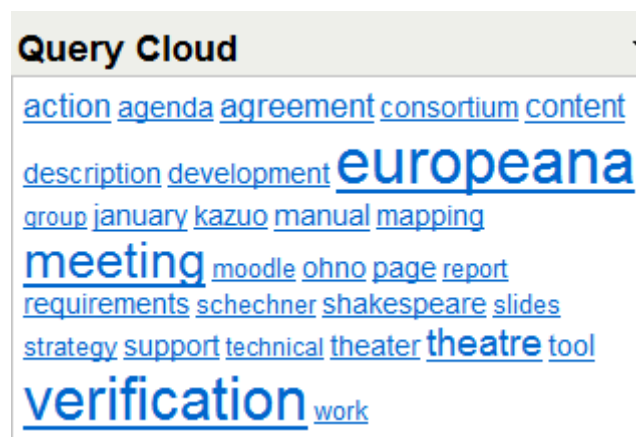 Query Cloud
action agenda agreement consortium content
description development europeana
group january kazuo manual mapping
meeting moodle ohno page report
requirements schechner shakespeare slides
strategy support technical theater theatre tool
verification work